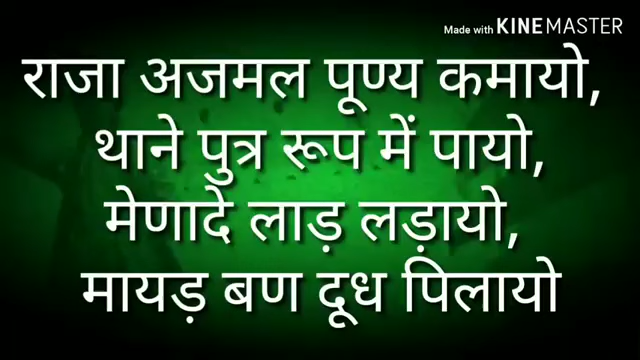 Made with KINEMASTER
राजा अजमल पूण्य कमायो,
थाने पुत्र रूप में पायो,
मेणादे लाड़ लड़ायो,
मायड़ बण दूध पिलायो